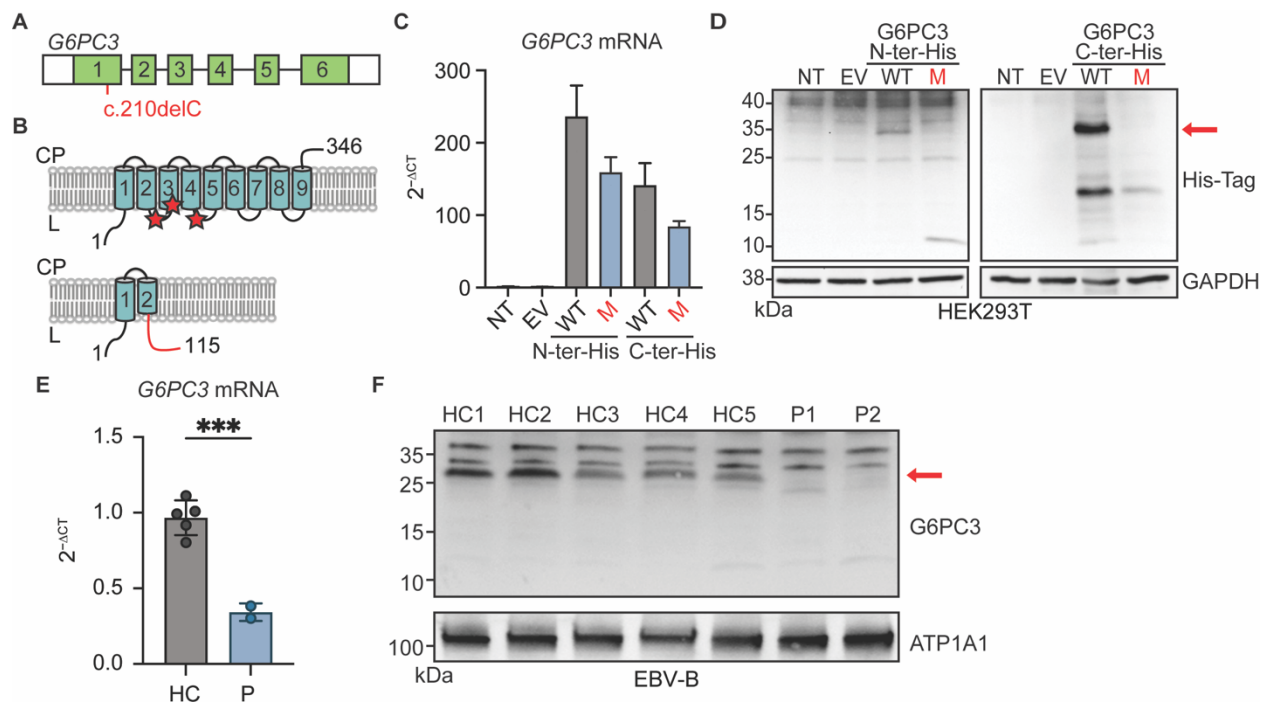 A
G6PC3
1 2 3 4 5 6
c.210delC
B
CP
346
1 2 3 4 5 6 7 8 9
L
1
CP
1 2
L
1
115
C
G6PC3 mRNA
2^−ΔCT
300
200
100
0
NT EV WT M WT M
N-ter-His C-ter-His
D
G6PC3
N-ter-His
G6PC3
C-ter-His
NT EV WT M
NT EV WT M
40
35
25
15
10
His-Tag
38
GAPDH
kDa
HEK293T
E
G6PC3 mRNA
***
2^−ΔCT
1.5
1.0
0.5
0.0
HC P
F
HC1 HC2 HC3 HC4 HC5 P1 P2
35
25
15
10
G6PC3
100
ATP1A1
kDa
EBV-B